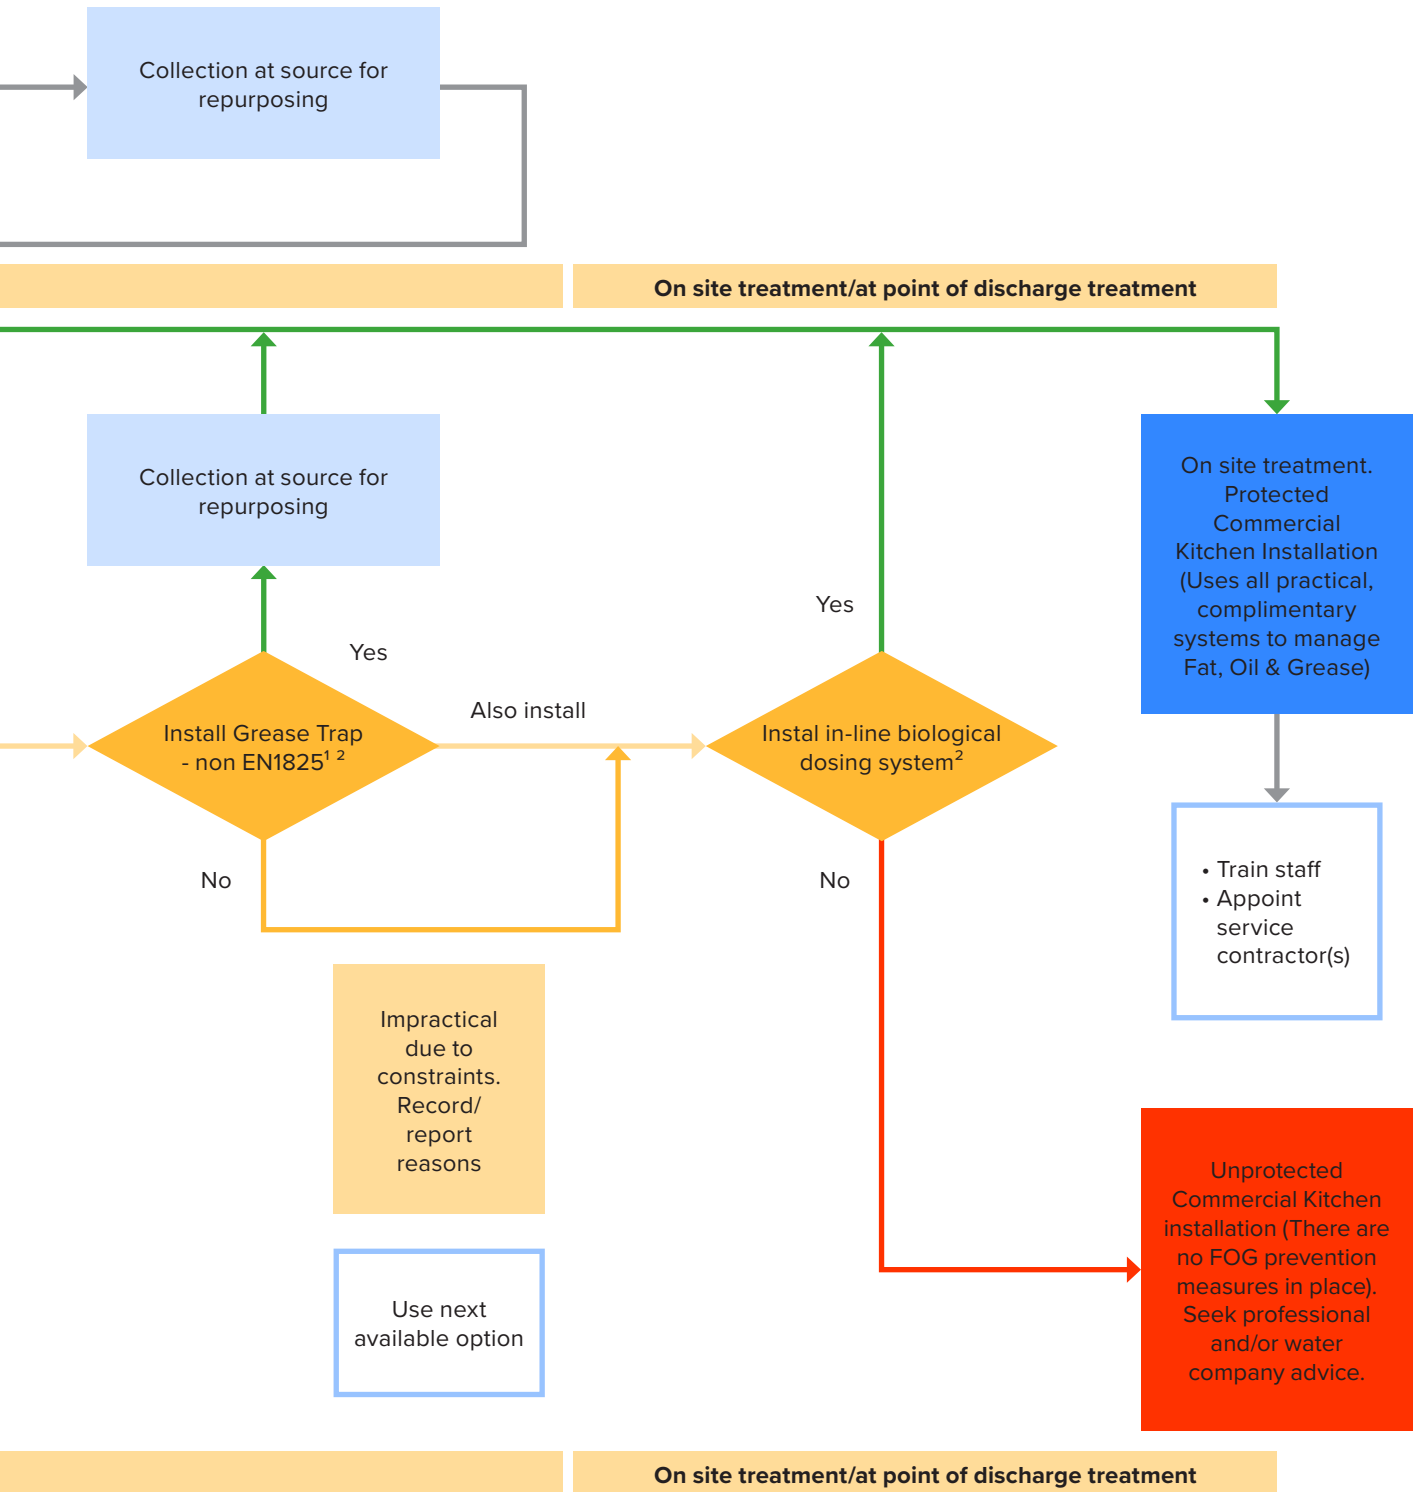 Collection at source for
repurposing
On site treatment/at point of discharge treatment
Collection at source for
repurposing
On site treatment.
Protected
Commercial
Kitchen Installation
(Uses all practical,
complimentary
systems to manage
Fat, Oil & Grease)
Yes
Yes
Also install
Install Grease Trap
- non EN1825¹ ²
Instal in-line biological
dosing system²
No
No
• Train staff
• Appoint
service
contractor(s)
Impractical
due to
constraints.
Record/
report
reasons
Unprotected
Commercial Kitchen
installation (There are
no FOG prevention
measures in place).
Seek professional
and/or water
company advice.
Use next
available option
On site treatment/at point of discharge treatment